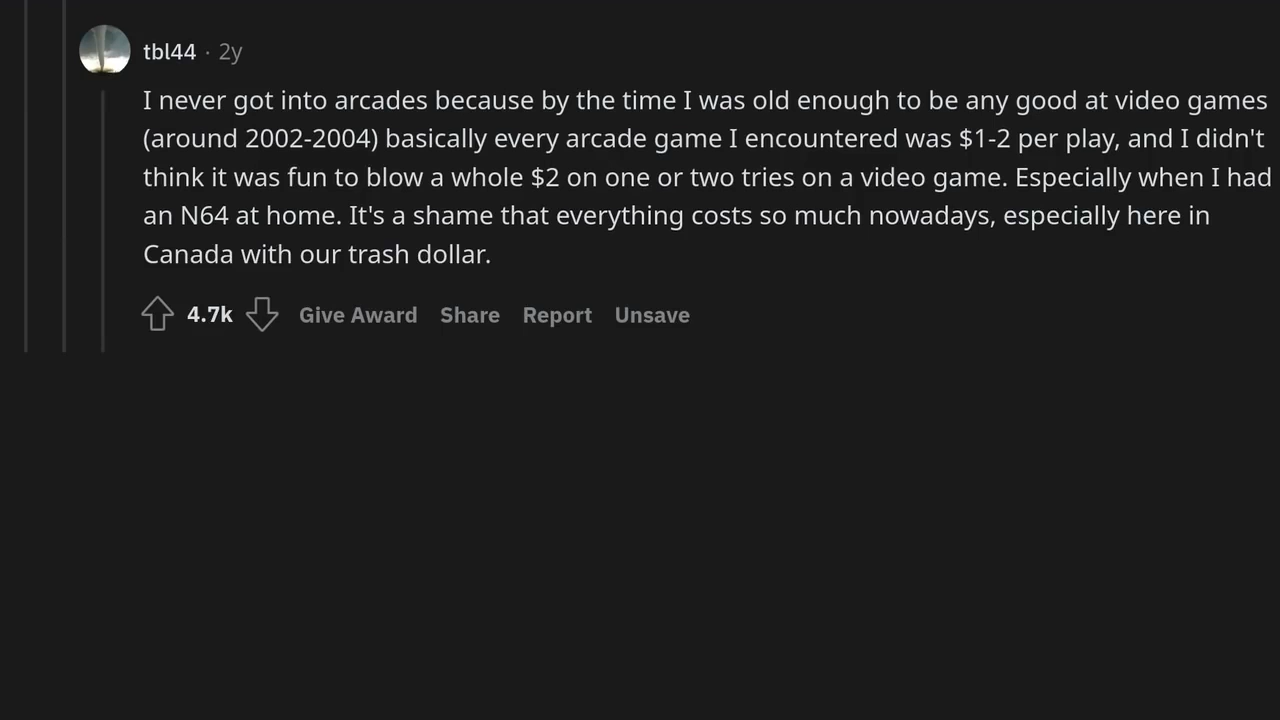 tbl44 · 2y
I never got into arcades because by the time I was old enough to be any good at video games
(around 2002-2004) basically every arcade game I encountered was $1-2 per play, and I didn't
think it was fun to blow a whole $2 on one or two tries on a video game. Especially when I had
an N64 at home. It's a shame that everything costs so much nowadays, especially here in
Canada with our trash dollar.
4.7k Give Award Share Report Unsave